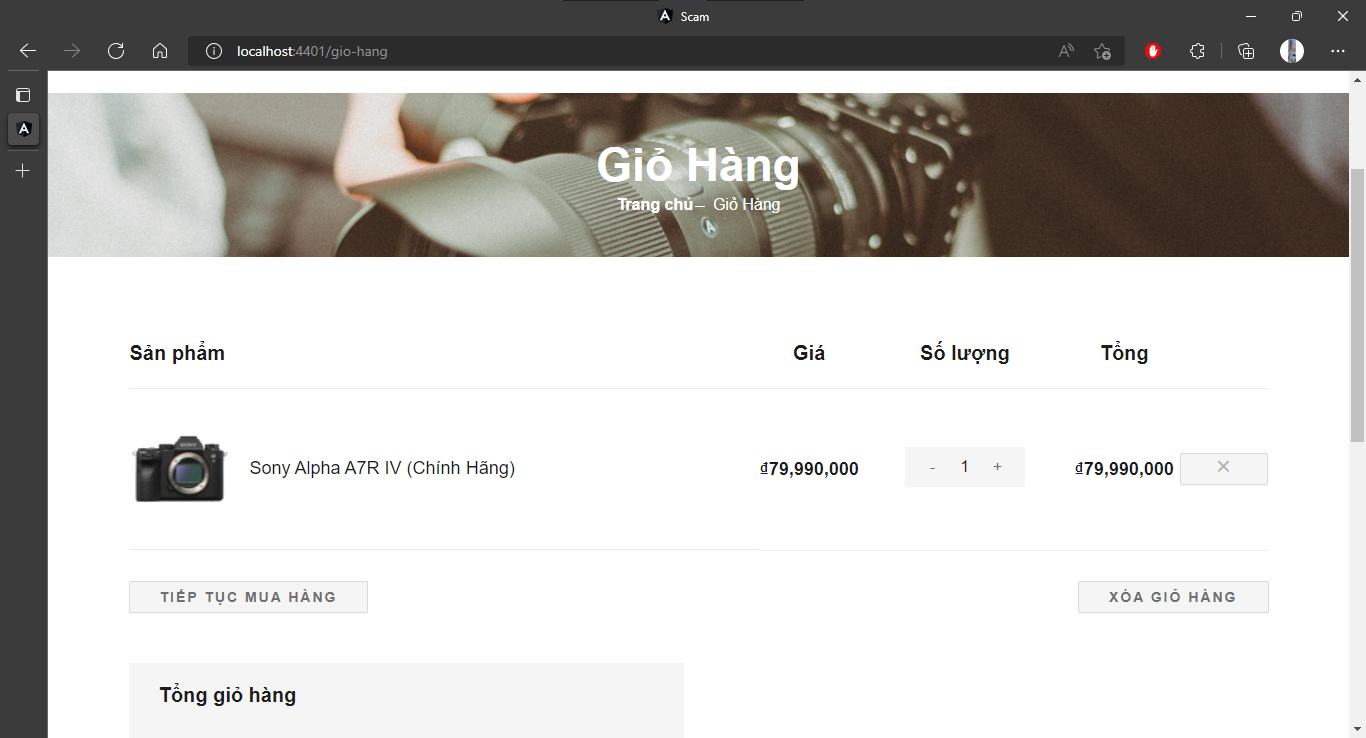 Scam
localhost:4401/gio-hang
Giỏ Hàng
Trang chủ– Giỏ Hàng
Sản phẩm Giá Số lượng Tổng
SONY
Sony Alpha A7R IV (Chính Hãng) ₫79,990,000 - 1 + ₫79,990,000 ✕
TIẾP TỤC MUA HÀNG XÓA GIỎ HÀNG
Tổng giỏ hàng